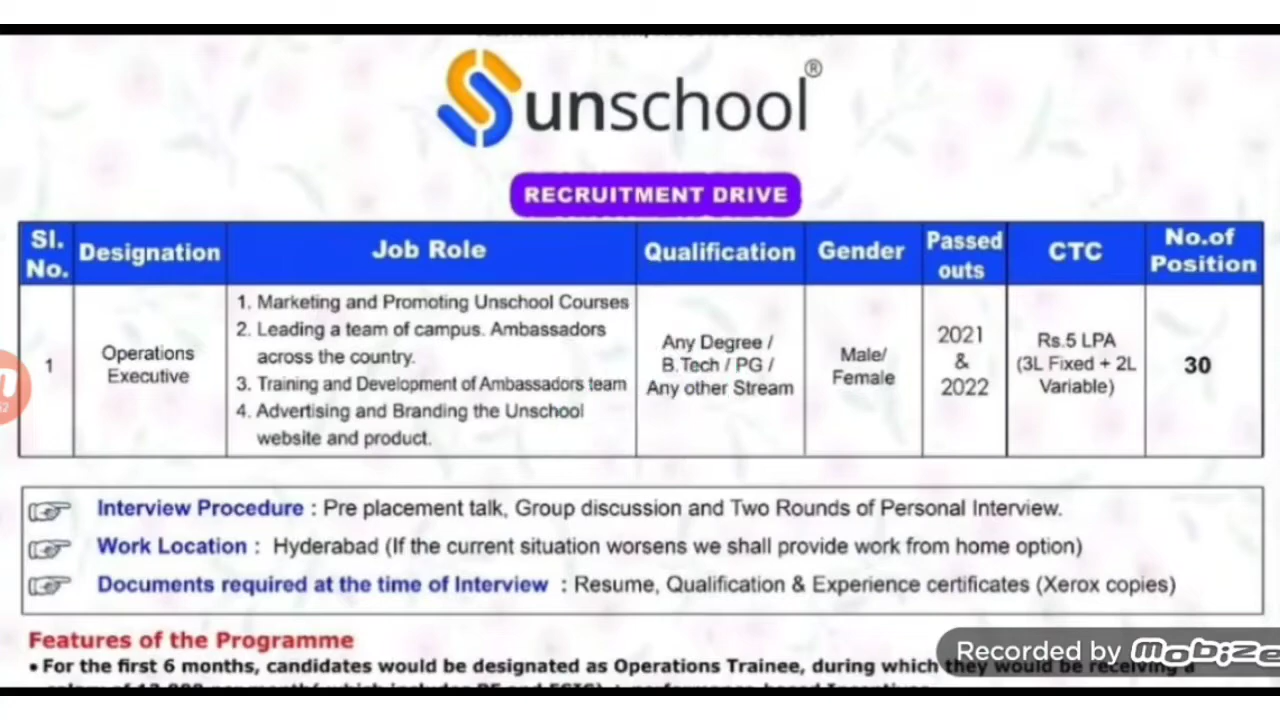 Sunschool®
RECRUITMENT DRIVE
Sl. No. Designation Job Role Qualification Gender Passed outs CTC No.of Position
1
Operations
Executive
1. Marketing and Promoting Unschool Courses
2. Leading a team of campus. Ambassadors
across the country.
3. Training and Development of Ambassadors team
4. Advertising and Branding the Unschool
website and product.
Any Degree /
B.Tech / PG /
Any other Stream
Male/
Female
2021
&
2022
Rs.5 LPA
(3L Fixed + 2L
Variable)
30
Interview Procedure : Pre placement talk, Group discussion and Two Rounds of Personal Interview.
Work Location : Hyderabad (If the current situation worsens we shall provide work from home option)
Documents required at the time of Interview : Resume, Qualification & Experience certificates (Xerox copies)
Features of the Programme
• For the first 6 months, candidates would be designated as Operations Trainee, during which they would be receiving a
Recorded by